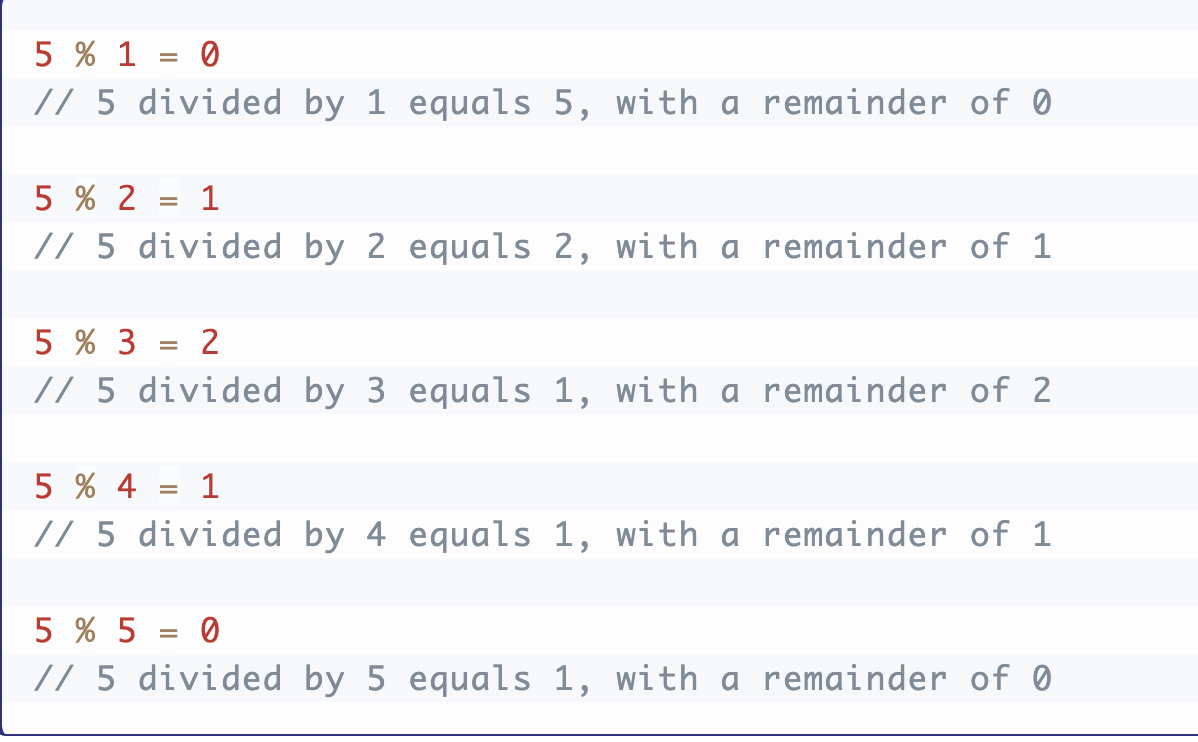 5 % 1 = 0
// 5 divided by 1 equals 5, with a remainder of 0
5 % 2 = 1
// 5 divided by 2 equals 2, with a remainder of 1
5 % 3 = 2
// 5 divided by 3 equals 1, with a remainder of 2
5 % 4 = 1
// 5 divided by 4 equals 1, with a remainder of 1
5 % 5 = 0
// 5 divided by 5 equals 1, with a remainder of 0